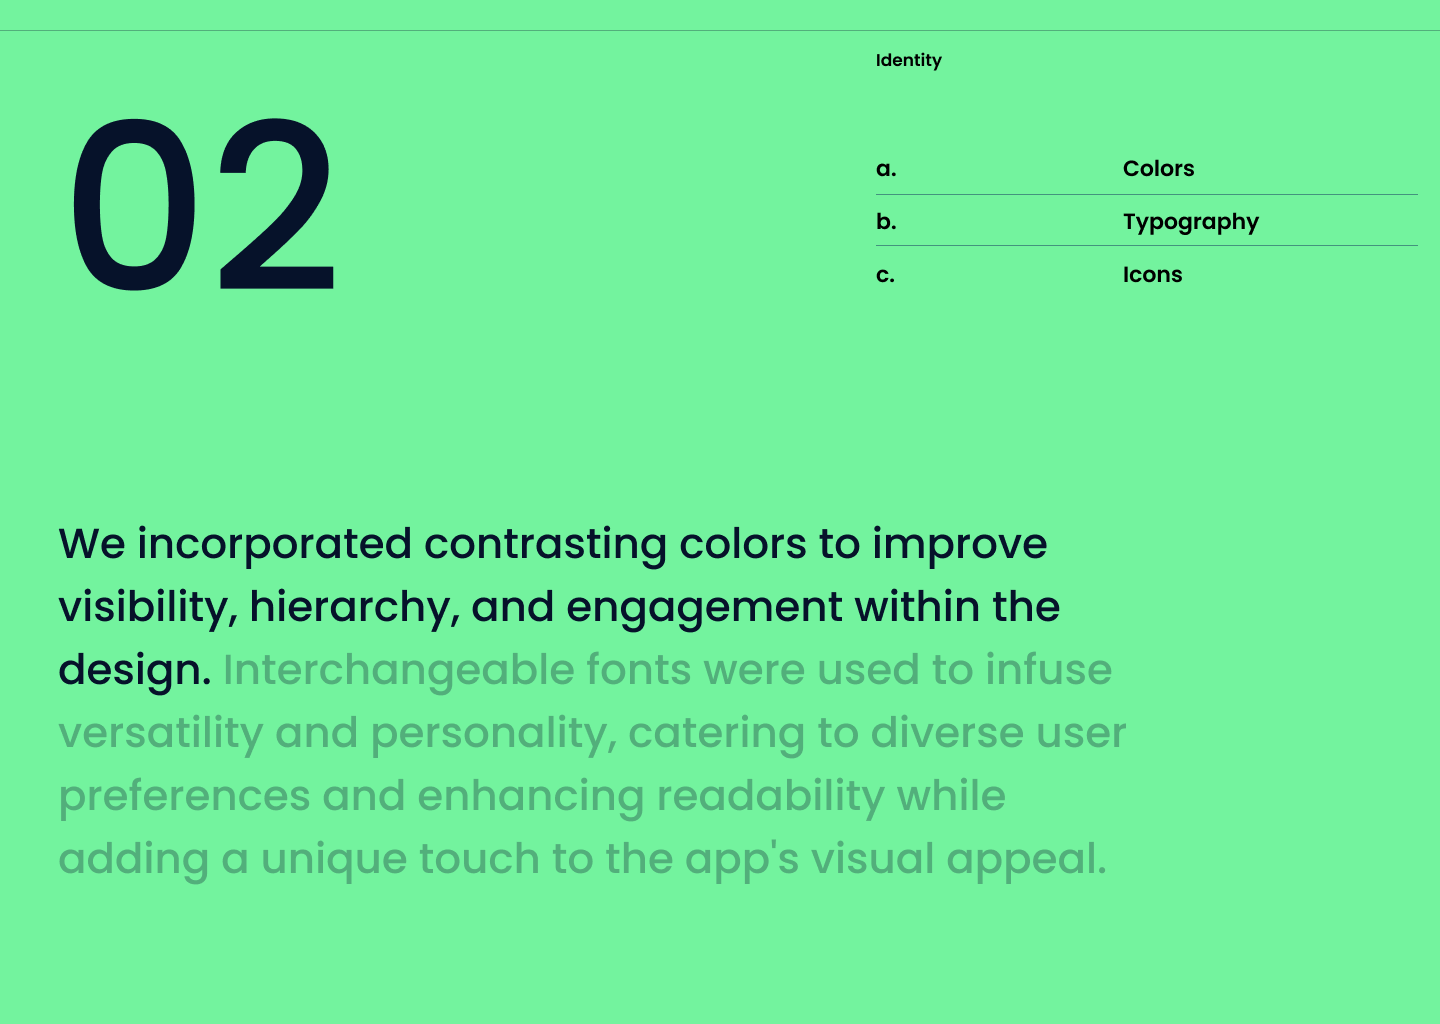 Identity
02
a. Colors
b. Typography
c. Icons
We incorporated contrasting colors to improve
visibility, hierarchy, and engagement within the
design. Interchangeable fonts were used to infuse
versatility and personality, catering to diverse user
preferences and enhancing readability while
adding a unique touch to the app's visual appeal.